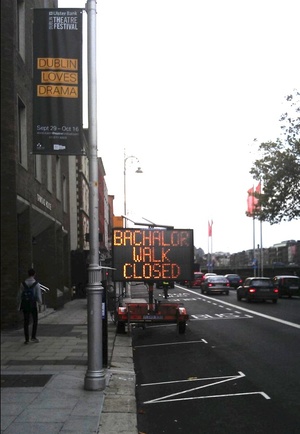 Ulster Bank
DUBLIN
THEATRE
FESTIVAL
DUBLIN
LOVES
DRAMA
Sept 29 - Oct 16
BACHALOR
WALK
CLOSED